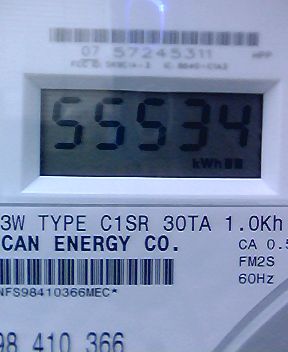 07 57245311 HPP
55534
kWh
3W TYPE C1SR 30TA 1.0Kh
CAN ENERGY CO.
CA 0.5
FM2S
60Hz
NFS98410366MEC*
98 410 366